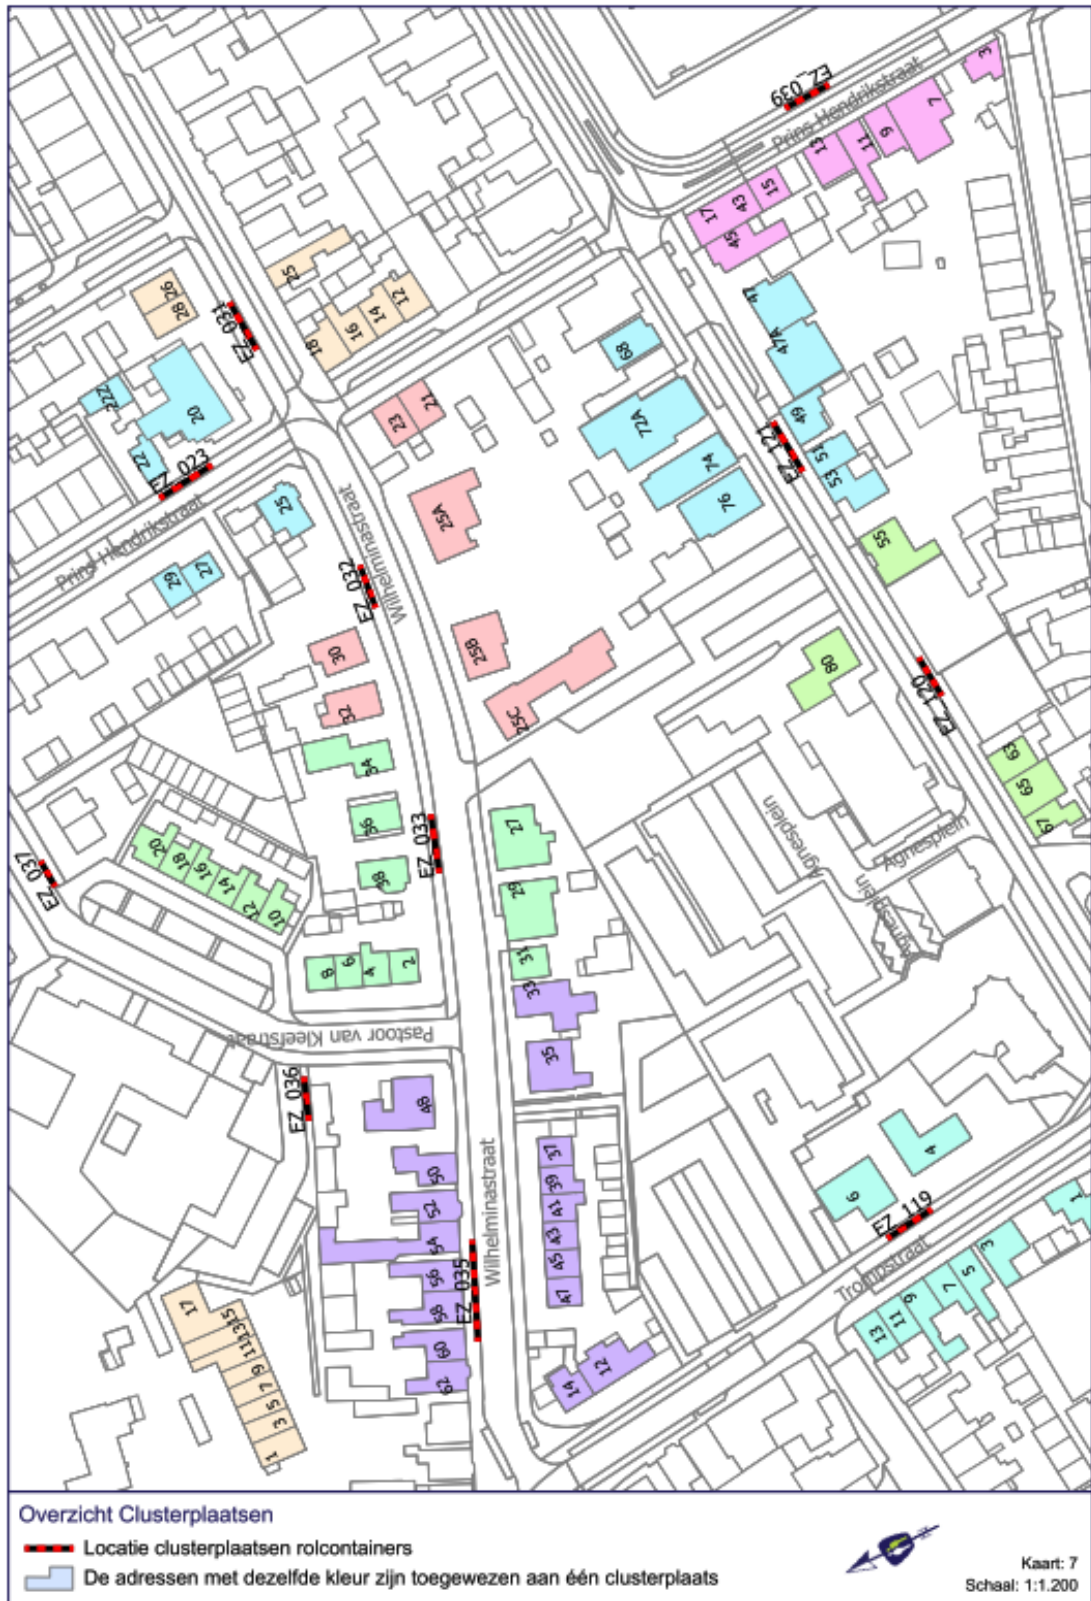 EZ_039
Prins Hendrikstraat
3
7
9
11
13
15
43
17
45
25
12
14
16
18
26
28
EZ_031
47
47A
49
51
53
EZ_121
68
72A
74
76
22Z
20
22
EZ_023
Prins Hendrikstraat
25
27
29
21
23
25A
Wilhelminastraat
EZ_032
55
80
EZ_120
63
65
67
30
32
25B
25C
34
36
38
EZ_033
27
29
31
Agnesplein
Agnesplein
Agnesplein
EZ_037
20
18
16
14
12
10
8
6
4
2
Pastoor van Kleefstraat
33
35
EZ_036
48
50
52
54
56
58
60
62
EZ_035
Wilhelminastraat
37
39
41
43
45
47
12
14
4
6
EZ_119
Trompstraat
1
3
5
7
9
11
13
17
15
13
11
9
7
5
3
1
Overzicht Clusterplaatsen
Locatie clusterplaatsen rolcontainers
De adressen met dezelfde kleur zijn toegewezen aan één clusterplaats
Kaart: 7
Schaal: 1:1.200